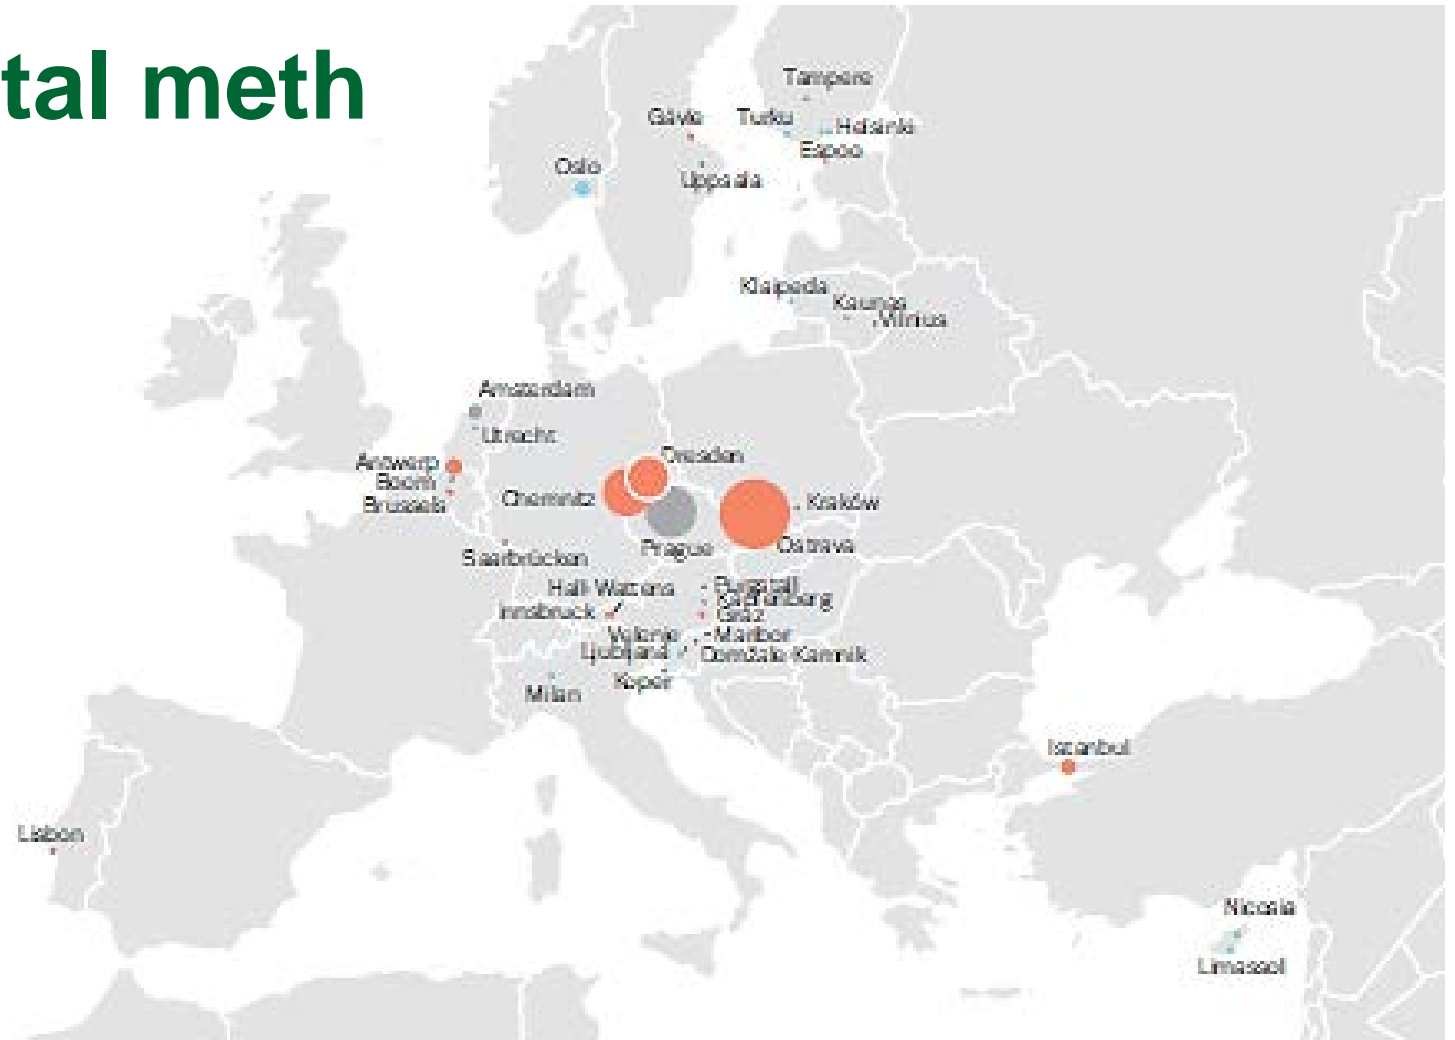 tal meth
Tampere
Gävle
Turku
Helsinki
Espoo
Oslo
Uppsala
Klaipeda
Kaunas
Vilnius
Amsterdam
Utrecht
Antwerp
Boom
Brussels
Dresden
Chemnitz
Kraków
Ostrava
Prague
Saarbrücken
Hall-Wattens
Purgstall
Kapfenberg
Innsbruck
Graz
Velenje
Maribor
Ljubljana
Domžale-Kamnik
Koper
Milan
Istanbul
Lisbon
Nicosia
Limassol